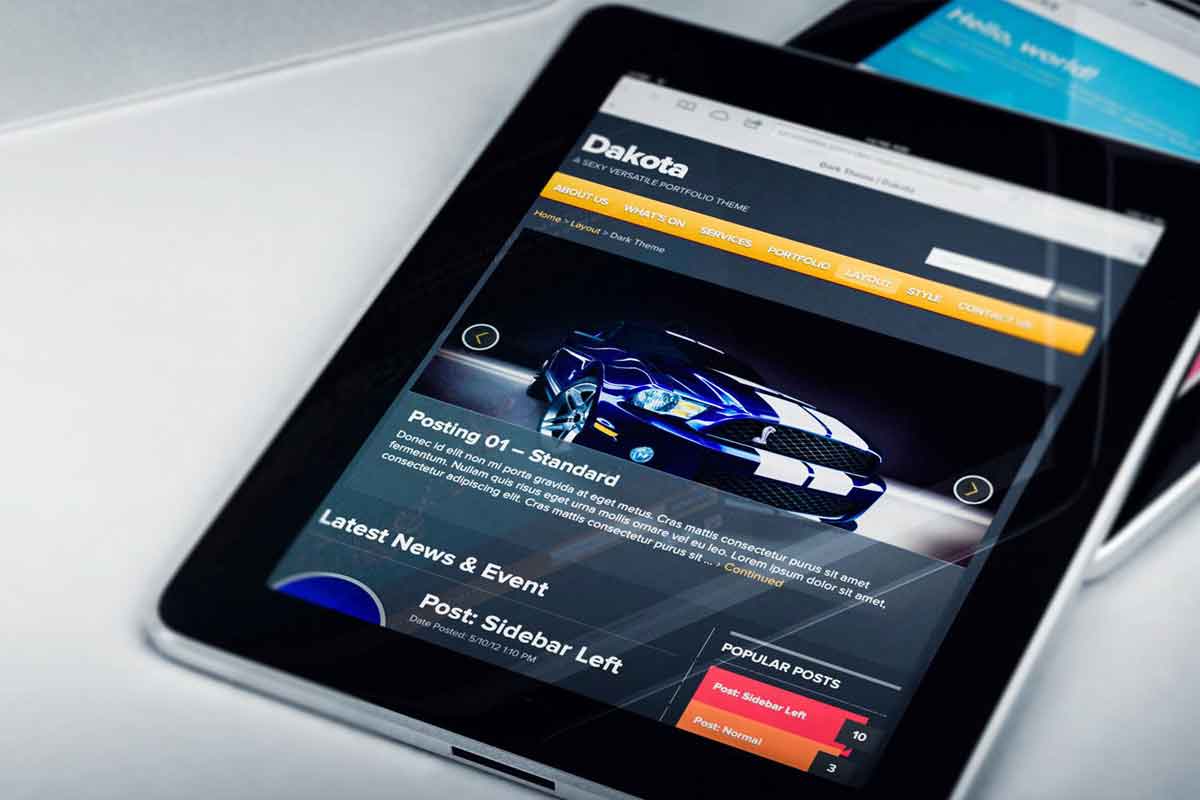 Hello, world!
Dark Theme | Dakota
Dakota
A SEXY VERSATILE PORTFOLIO THEME
ABOUT US WHAT'S ON SERVICES PORTFOLIO LAYOUT STYLE CONTACT US
Home > Layout > Dark Theme
Posting 01 – Standard
Donec id elit non mi porta gravida at eget metus. Cras mattis consectetur purus sit amet
fermentum. Nullam quis risus eget urna mollis ornare vel eu leo. Lorem ipsum dolor sit amet,
consectetur adipiscing elit. Cras mattis consectetur purus sit ... › Continued
Latest News & Event
Post: Sidebar Left
Date Posted: 5/10/12 1:10 PM
POPULAR POSTS
Post: Sidebar Left
10
Post: Normal
3